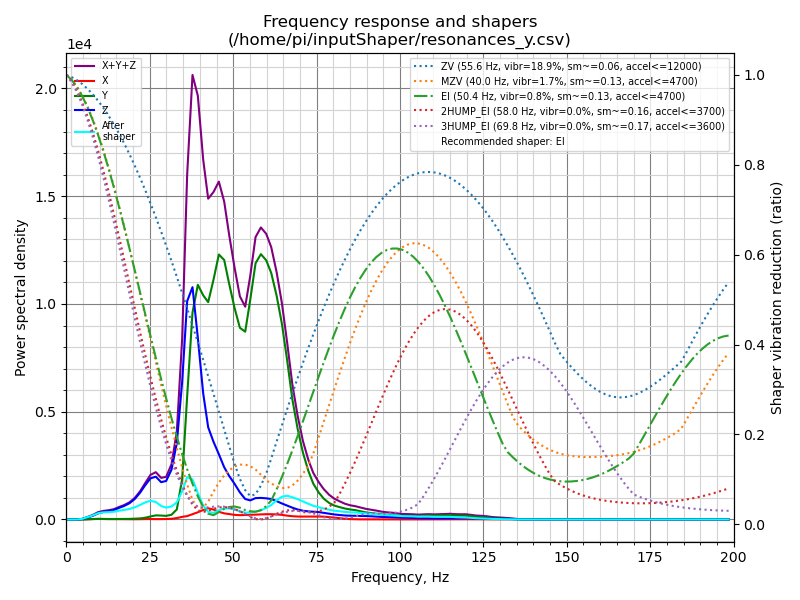 Frequency response and shapers
(/home/pi/inputShaper/resonances_y.csv)
1e4
X+Y+Z
X
Y
Z
After
shaper
ZV (55.6 Hz, vibr=18.9%, sm~=0.06, accel<=12000)
MZV (40.0 Hz, vibr=1.7%, sm~=0.13, accel<=4700)
EI (50.4 Hz, vibr=0.8%, sm~=0.13, accel<=4700)
2HUMP_EI (58.0 Hz, vibr=0.0%, sm~=0.16, accel<=3700)
3HUMP_EI (69.8 Hz, vibr=0.0%, sm~=0.17, accel<=3600)
Recommended shaper: EI
Power spectral density
2.0
1.5
1.0
0.5
0.0
1.0
0.8
0.6
0.4
0.2
0.0
Shaper vibration reduction (ratio)
0 25 50 75 100 125 150 175 200
Frequency, Hz